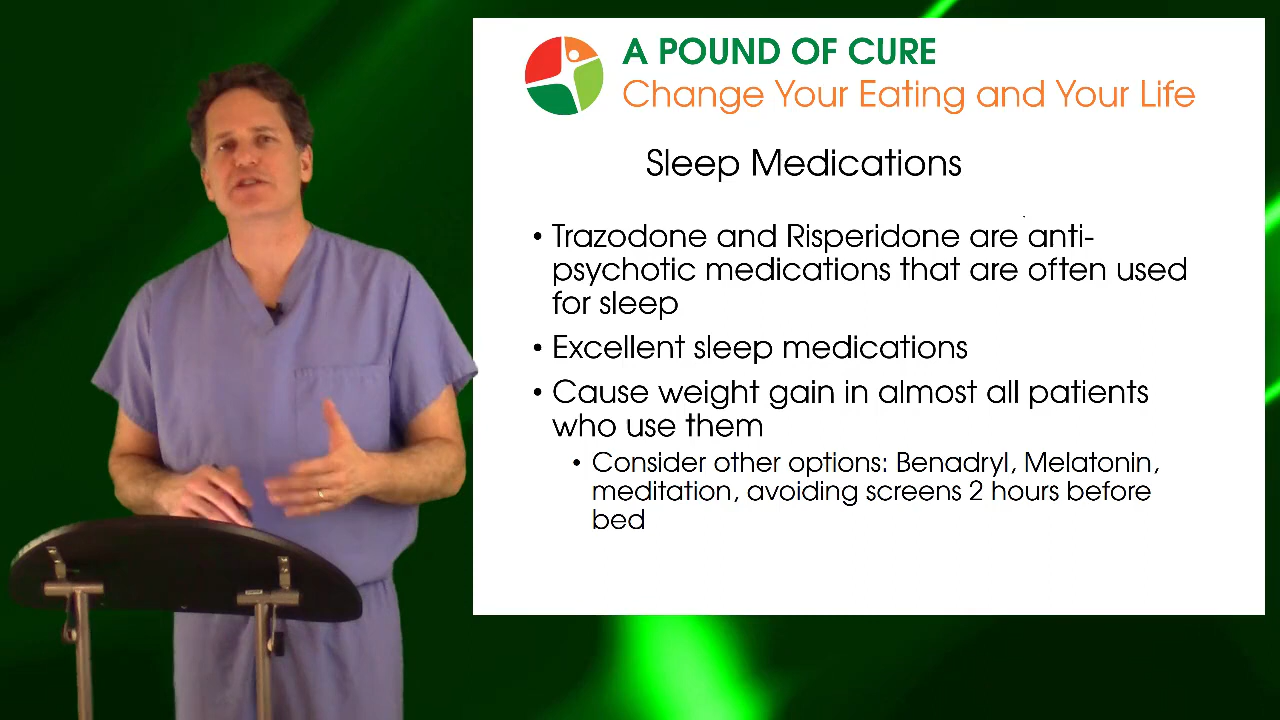 A POUND OF CURE
Change Your Eating and Your Life
Sleep Medications
• Trazodone and Risperidone are anti-
psychotic medications that are often used
for sleep
• Excellent sleep medications
• Cause weight gain in almost all patients
who use them
• Consider other options: Benadryl, Melatonin,
meditation, avoiding screens 2 hours before
bed